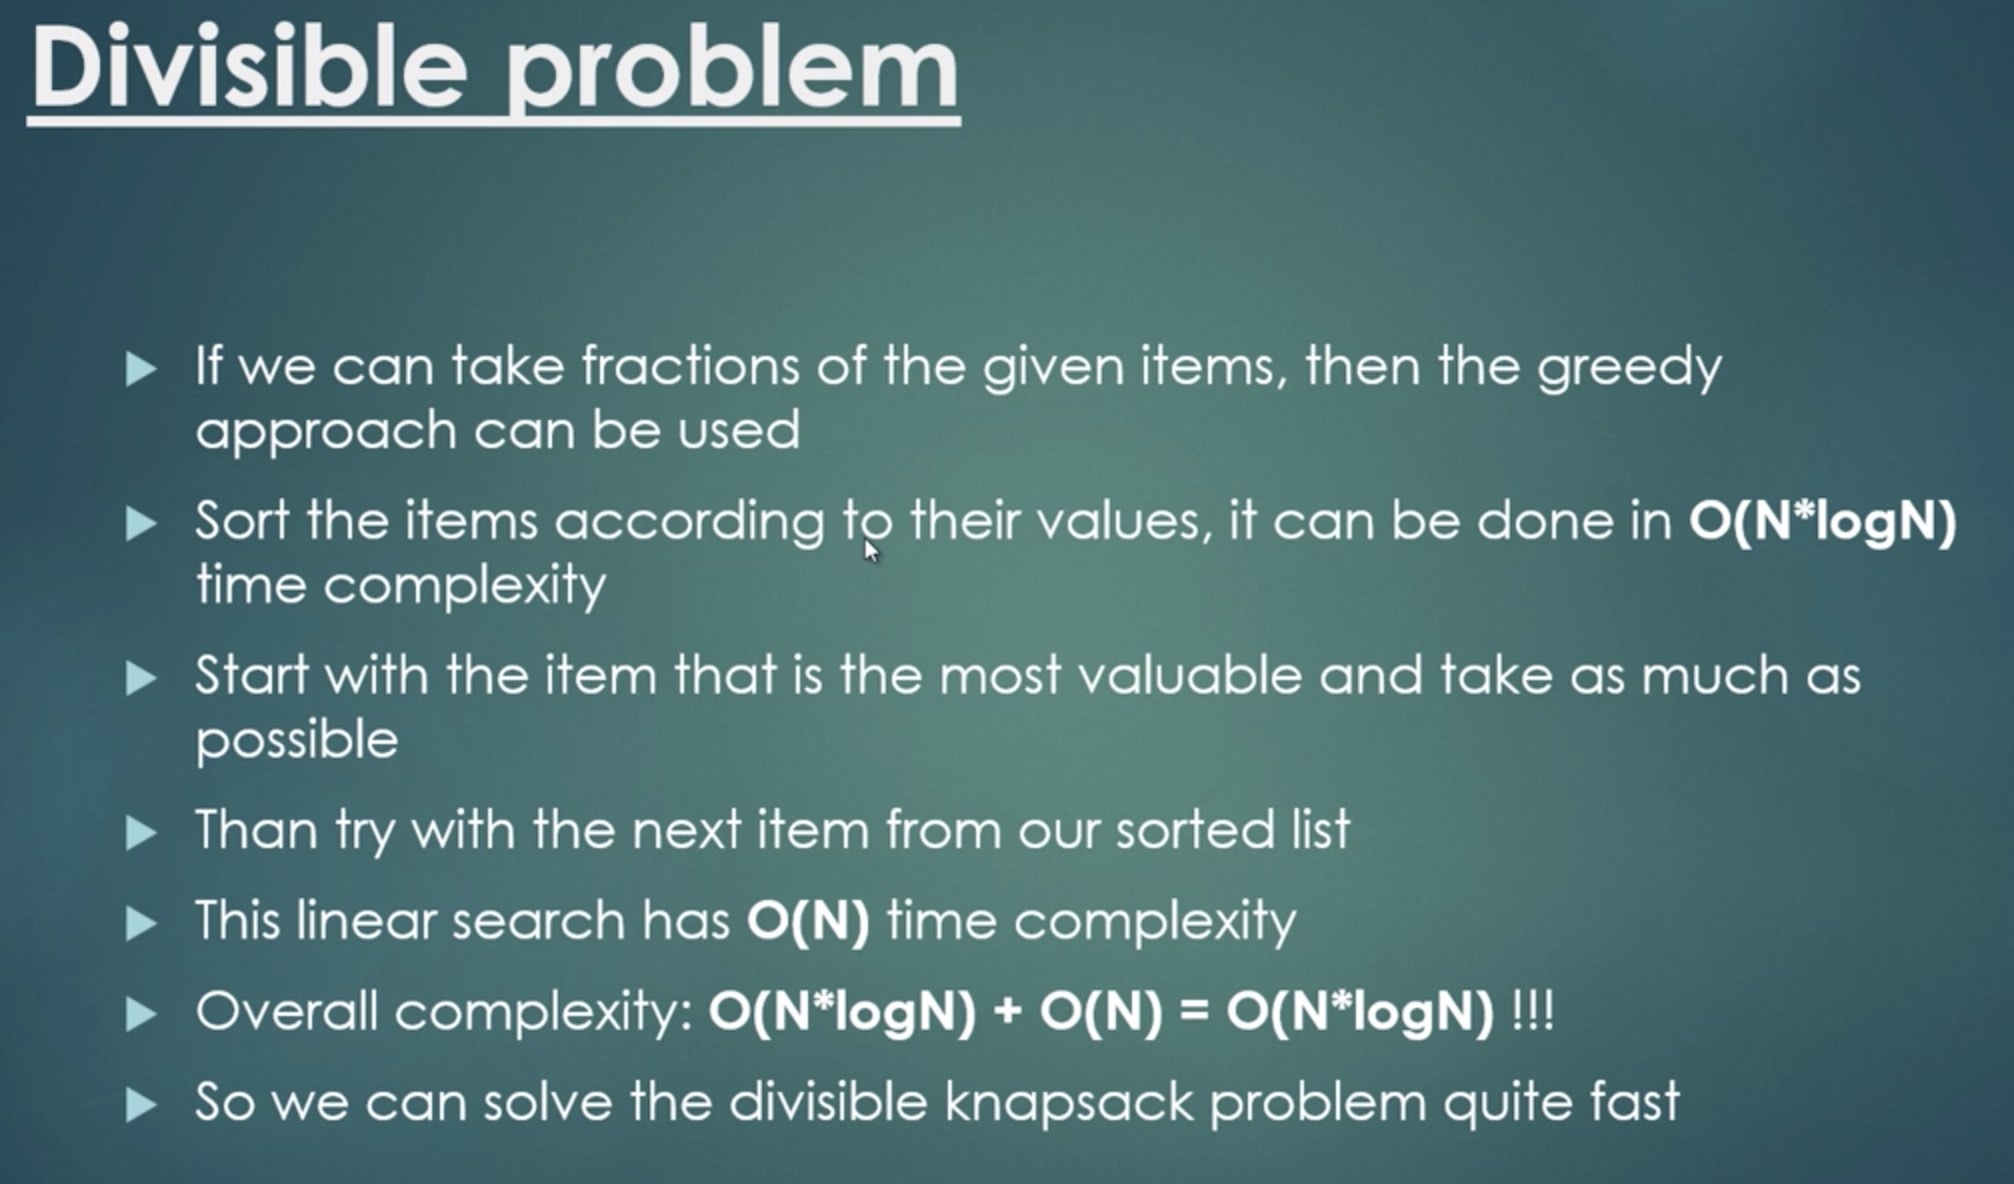 Divisible problem
If we can take fractions of the given items, then the greedy
approach can be used
Sort the items according to their values, it can be done in O(N*logN)
time complexity
Start with the item that is the most valuable and take as much as
possible
Than try with the next item from our sorted list
This linear search has O(N) time complexity
Overall complexity: O(N*logN) + O(N) = O(N*logN) !!!
So we can solve the divisible knapsack problem quite fast